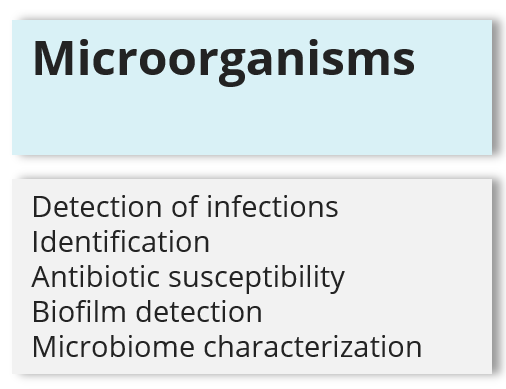 Microorganisms
Detection of infections
Identification
Antibiotic susceptibility
Biofilm detection
Microbiome characterization